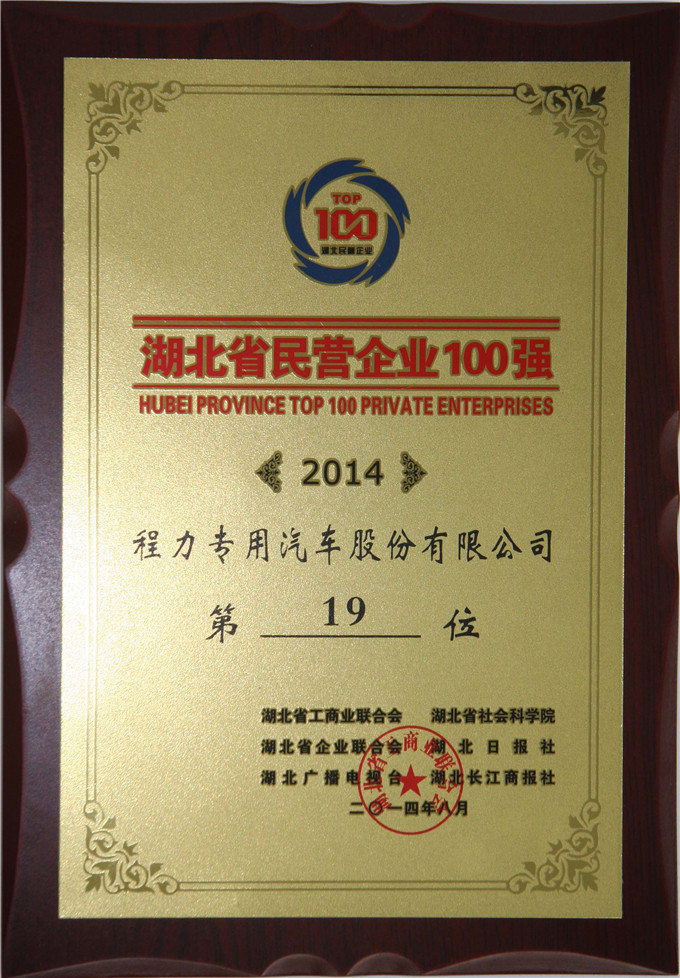 TOP
100
湖北民营企业
湖北省民营企业100强
HUBEI PROVINCE TOP 100 PRIVATE ENTERPRISES
2014
程力专用汽车股份有限公司
第 19 位
湖北省工商业联合会 湖北省社会科学院
湖北省企业联合会 湖北日报社
湖北广播电视台 湖北长江商报社
二〇一四年八月